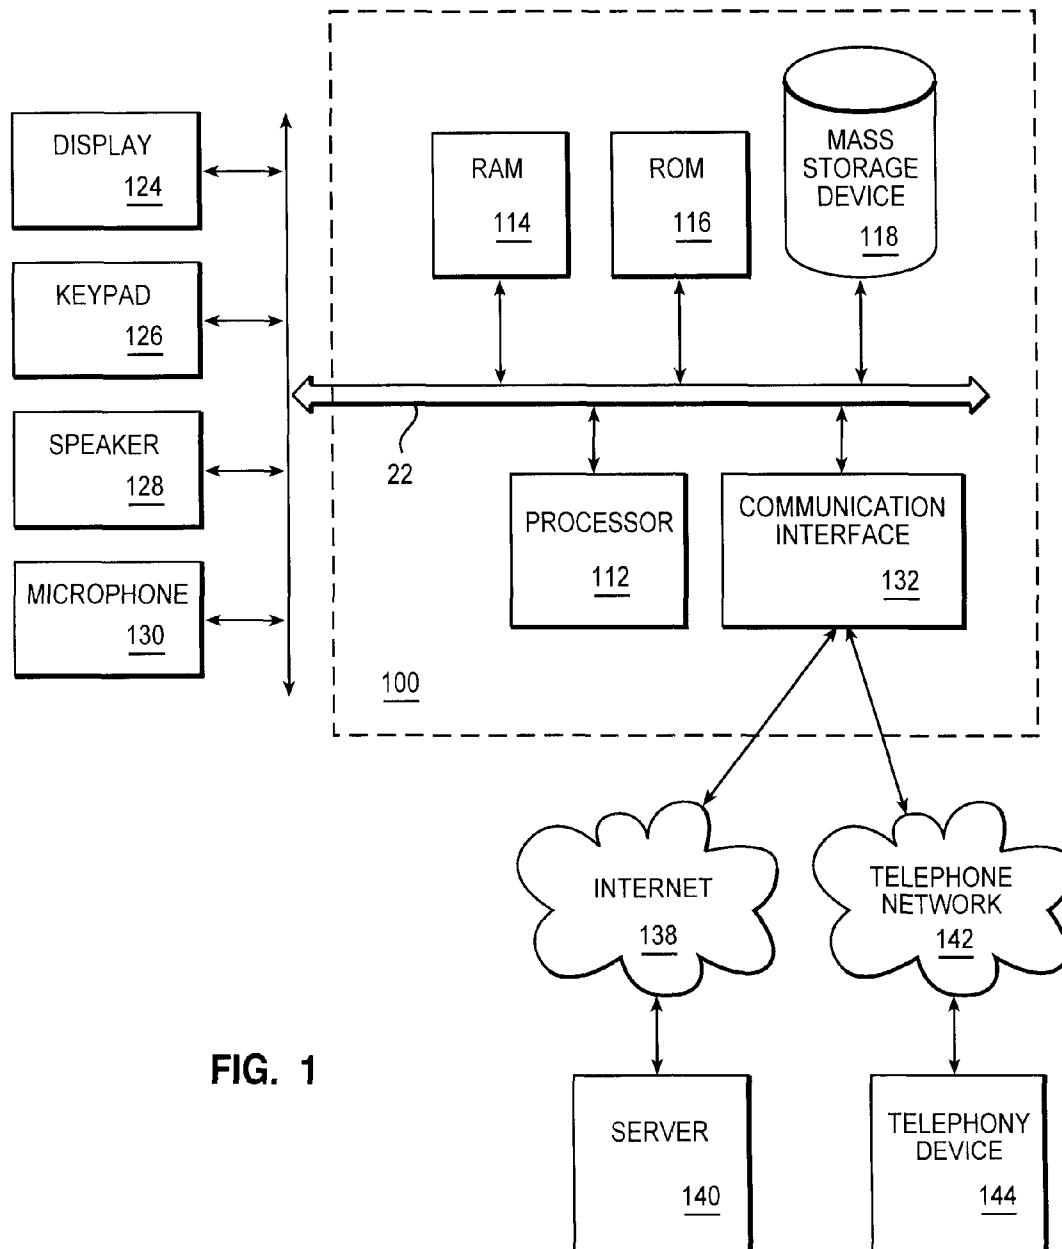 DISPLAY
124
KEYPAD
126
SPEAKER
128
MICROPHONE
130
RAM
114
ROM
116
MASS
STORAGE
DEVICE
118
22
PROCESSOR
112
COMMUNICATION
INTERFACE
132
100
INTERNET
138
TELEPHONE
NETWORK
142
FIG. 1
SERVER
140
TELEPHONY
DEVICE
144